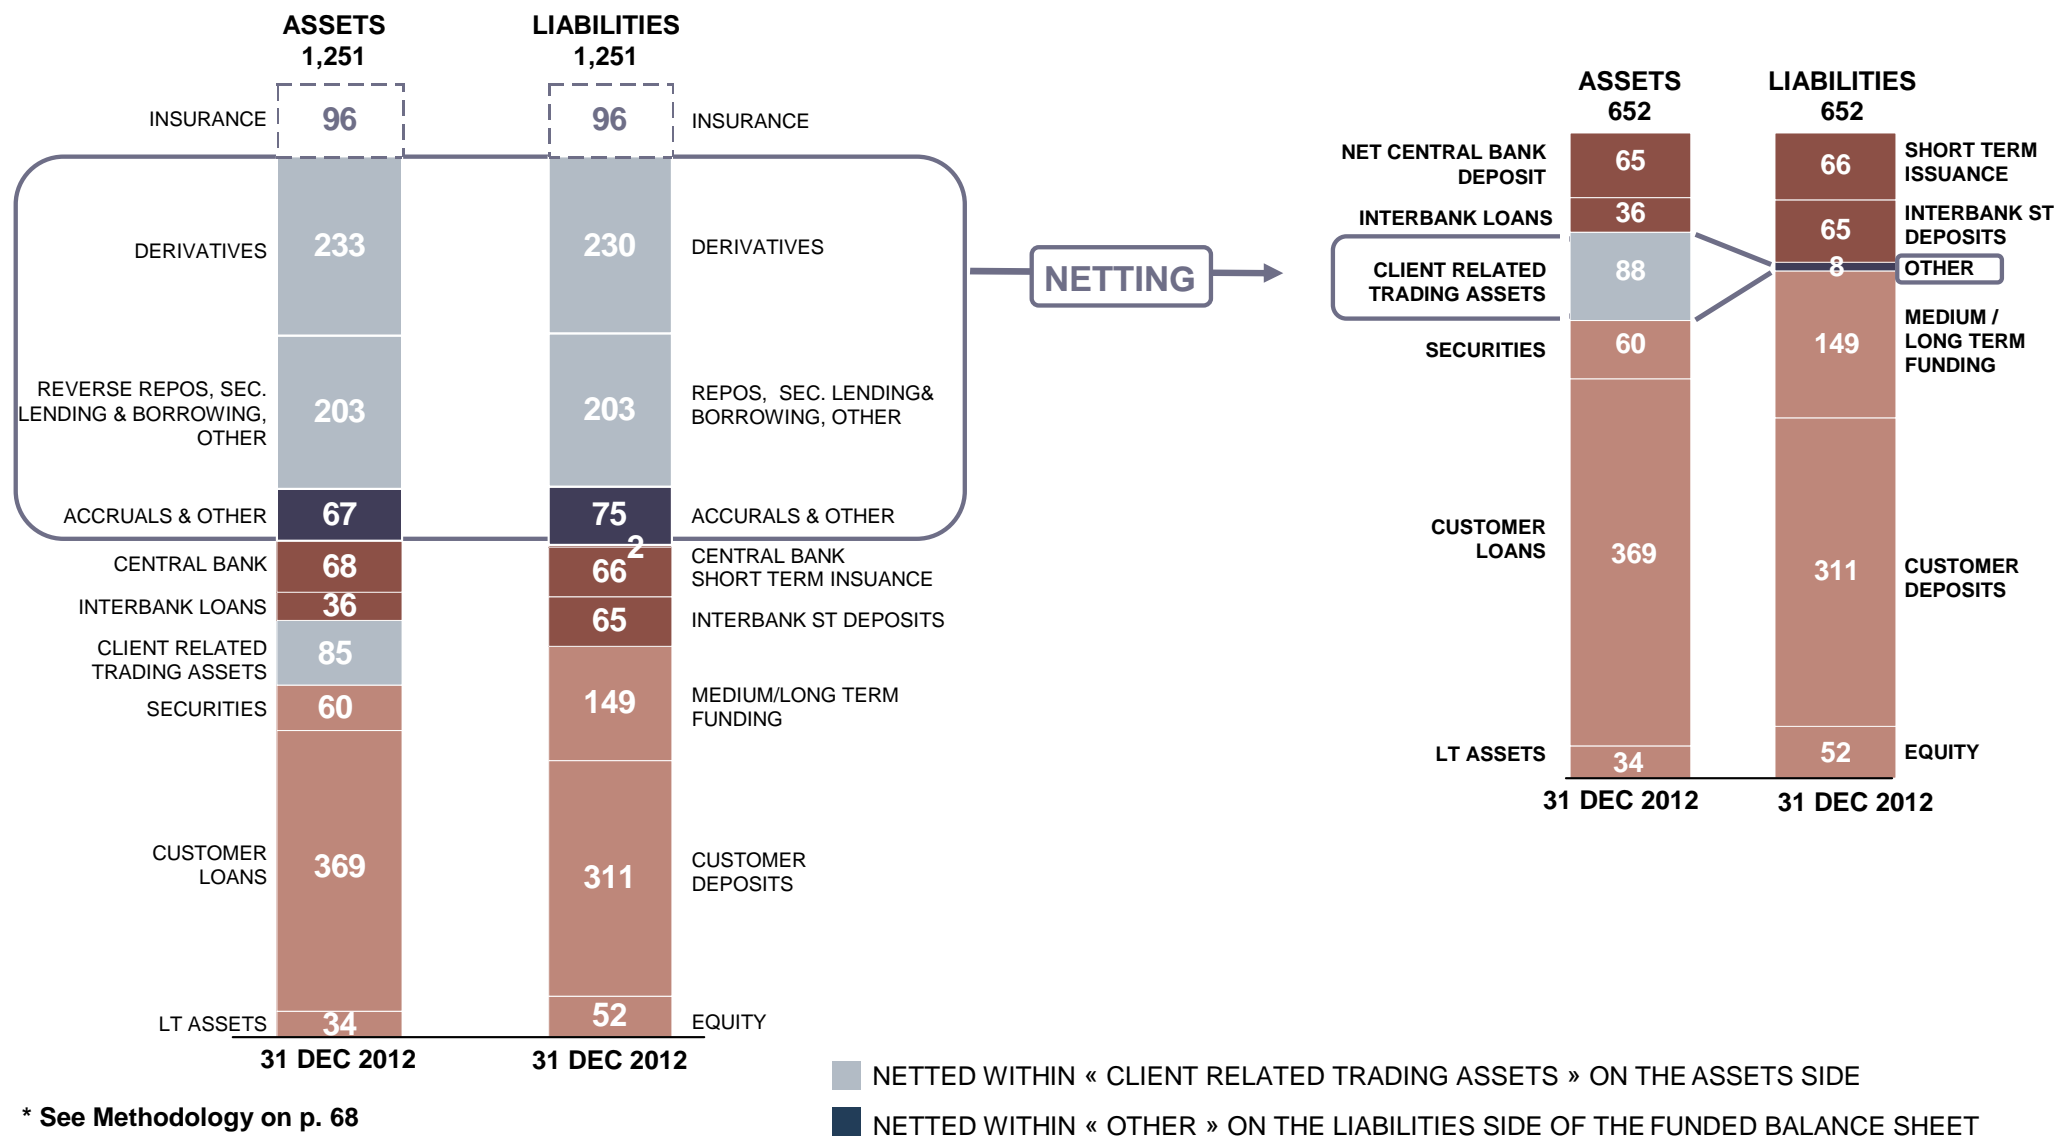 ASSETS
1,251
LIABILITIES
1,251
INSURANCE
96
96
INSURANCE
DERIVATIVES
233
230
DERIVATIVES
REVERSE REPOS, SEC.
LENDING & BORROWING,
OTHER
203
203
REPOS, SEC. LENDING&
BORROWING, OTHER
ACCRUALS & OTHER
67
75
ACCURALS & OTHER
CENTRAL BANK
68
2
CENTRAL BANK
66
SHORT TERM INSUANCE
INTERBANK LOANS
36
65
INTERBANK ST DEPOSITS
CLIENT RELATED
TRADING ASSETS
85
SECURITIES
60
149
MEDIUM/LONG TERM
FUNDING
CUSTOMER
LOANS
369
311
CUSTOMER
DEPOSITS
LT ASSETS
34
52
EQUITY
31 DEC 2012
31 DEC 2012
NETTING
ASSETS
652
LIABILITIES
652
NET CENTRAL BANK
DEPOSIT
65
66
SHORT TERM
ISSUANCE
INTERBANK LOANS
36
65
INTERBANK ST
DEPOSITS
CLIENT RELATED
TRADING ASSETS
88
8
OTHER
SECURITIES
60
149
MEDIUM /
LONG TERM
FUNDING
CUSTOMER
LOANS
369
311
CUSTOMER
DEPOSITS
LT ASSETS
34
52
EQUITY
31 DEC 2012
31 DEC 2012
NETTED WITHIN « CLIENT RELATED TRADING ASSETS » ON THE ASSETS SIDE
NETTED WITHIN « OTHER » ON THE LIABILITIES SIDE OF THE FUNDED BALANCE SHEET
* See Methodology on p. 68